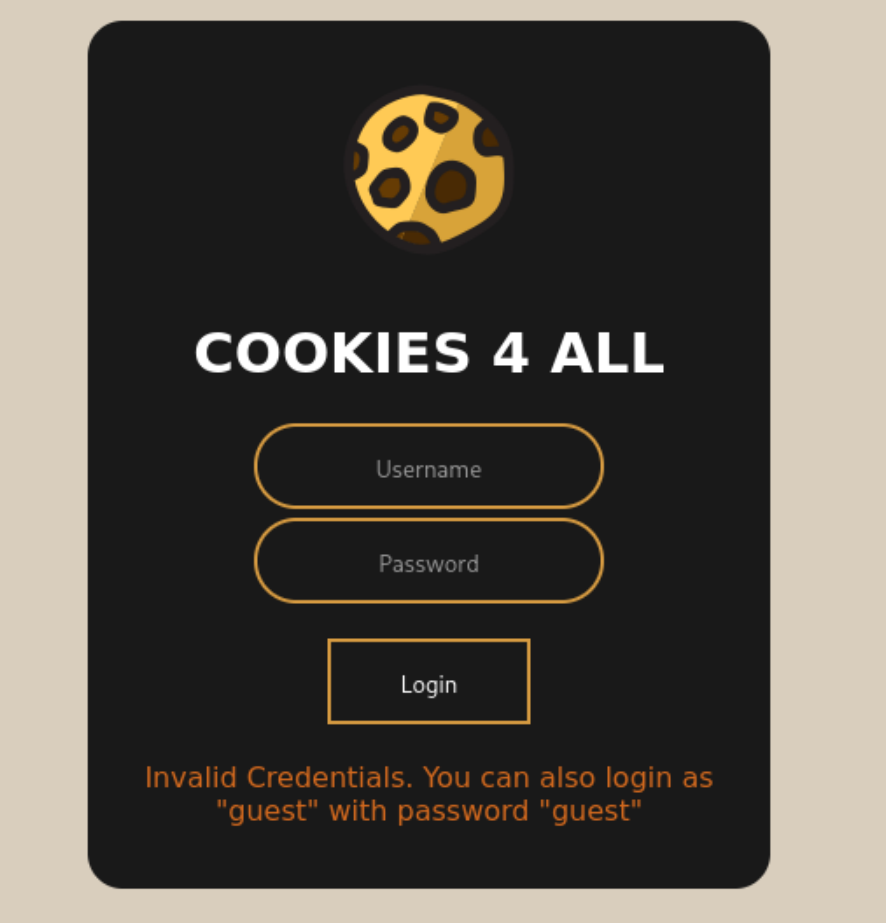 COOKIES 4 ALL
Username
Password
Login
Invalid Credentials. You can also login as
"guest" with password "guest"